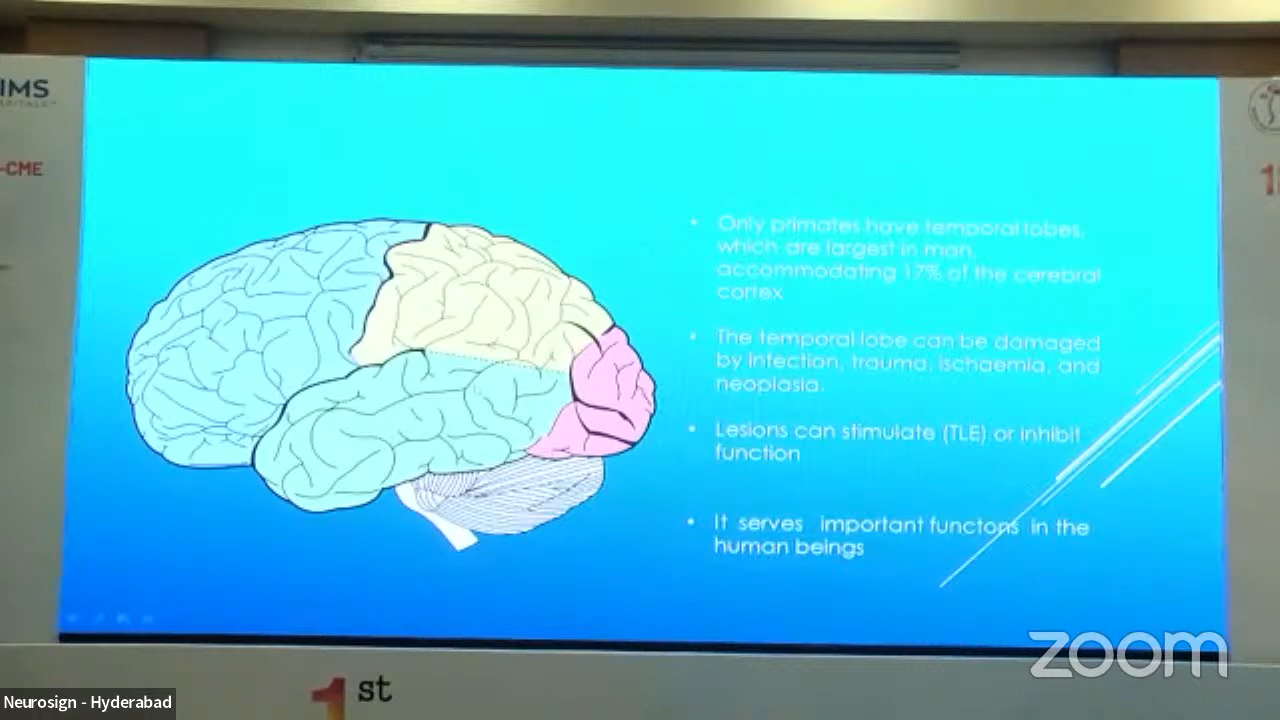 IMS
-CME
1
• Only primates have temporal lobes,
which are largest in man,
accommodating 17% of the cerebral
cortex
• The temporal lobe can be damaged
by infection, trauma, ischaemia, and
neoplasia.
• Lesions can stimulate (TLE) or inhibit
function
• It serves important functons in the
human beings
zoom
1st
Neurosign - Hyderabad